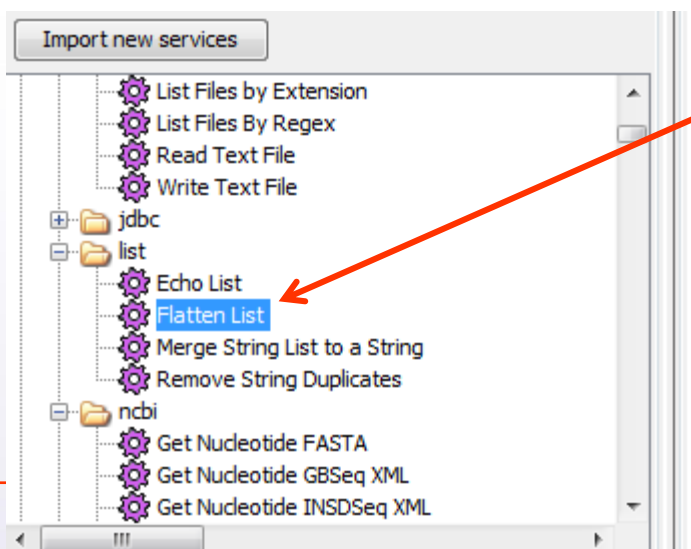 Import new services
List Files by Extension
List Files By Regex
Read Text File
Write Text File
jdbc
list
Echo List
Flatten List
Merge String List to a String
Remove String Duplicates
ncbi
Get Nucleotide FASTA
Get Nucleotide GBSeq XML
Get Nucleotide INSDSeq XML